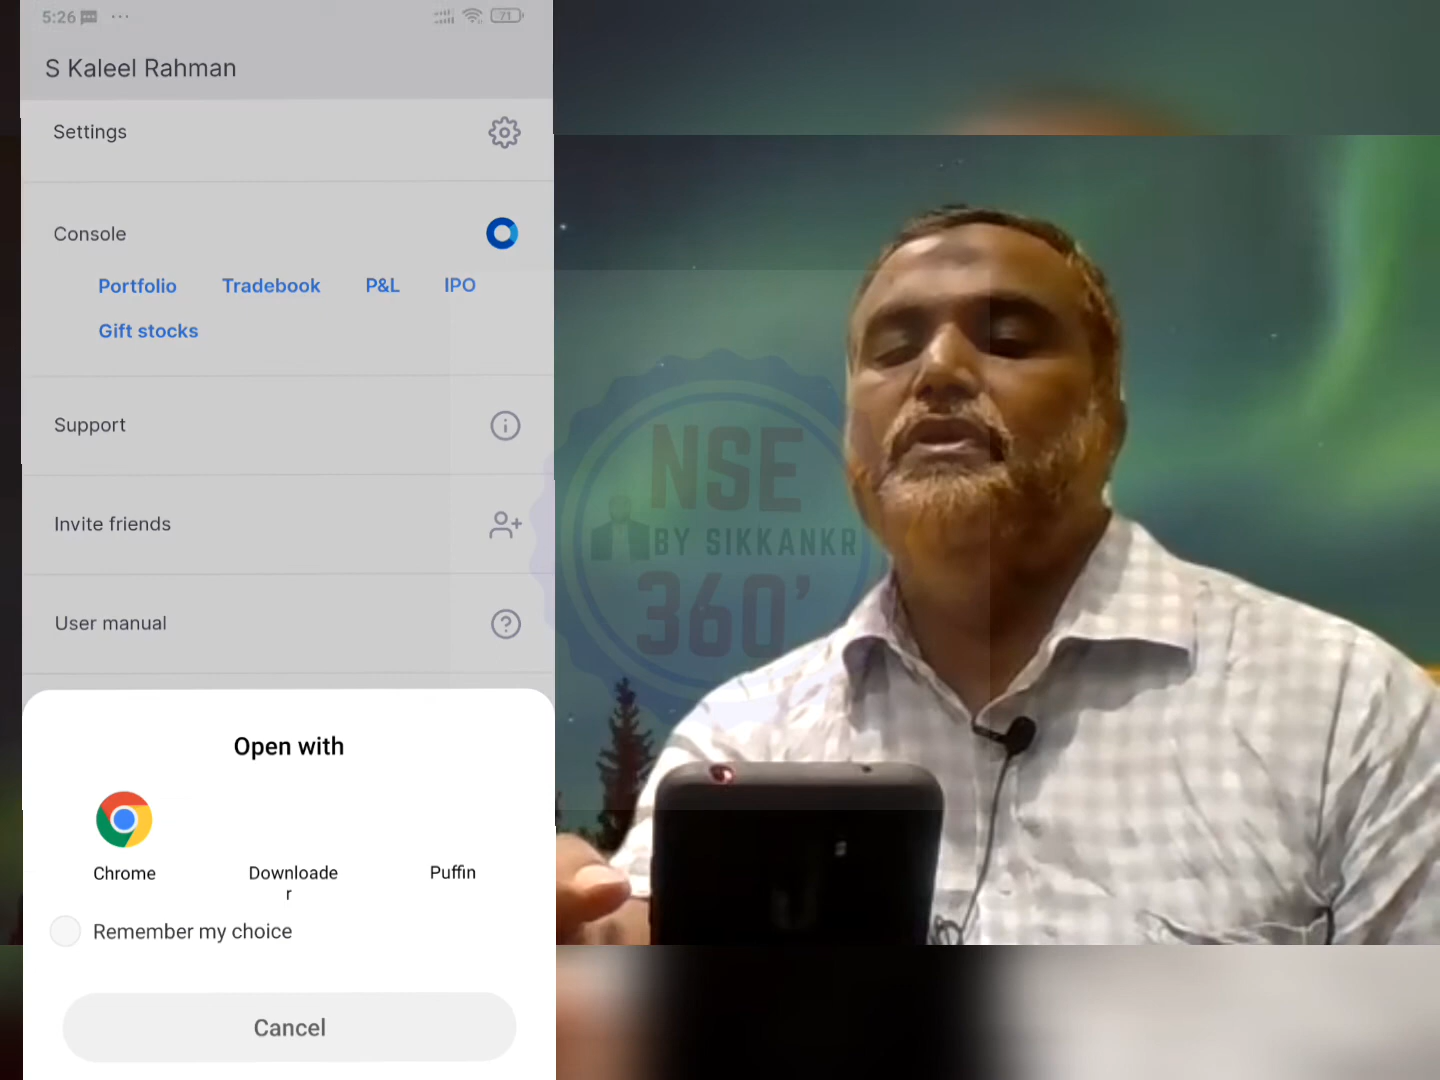 5:26
71
S Kaleel Rahman
Settings
Console
Portfolio Tradebook P&L IPO
Gift stocks
Support
Invite friends
User manual
Open with
Chrome Downloade
r Puffin
Remember my choice
Cancel
NSE
BY SIKKANKR
360'